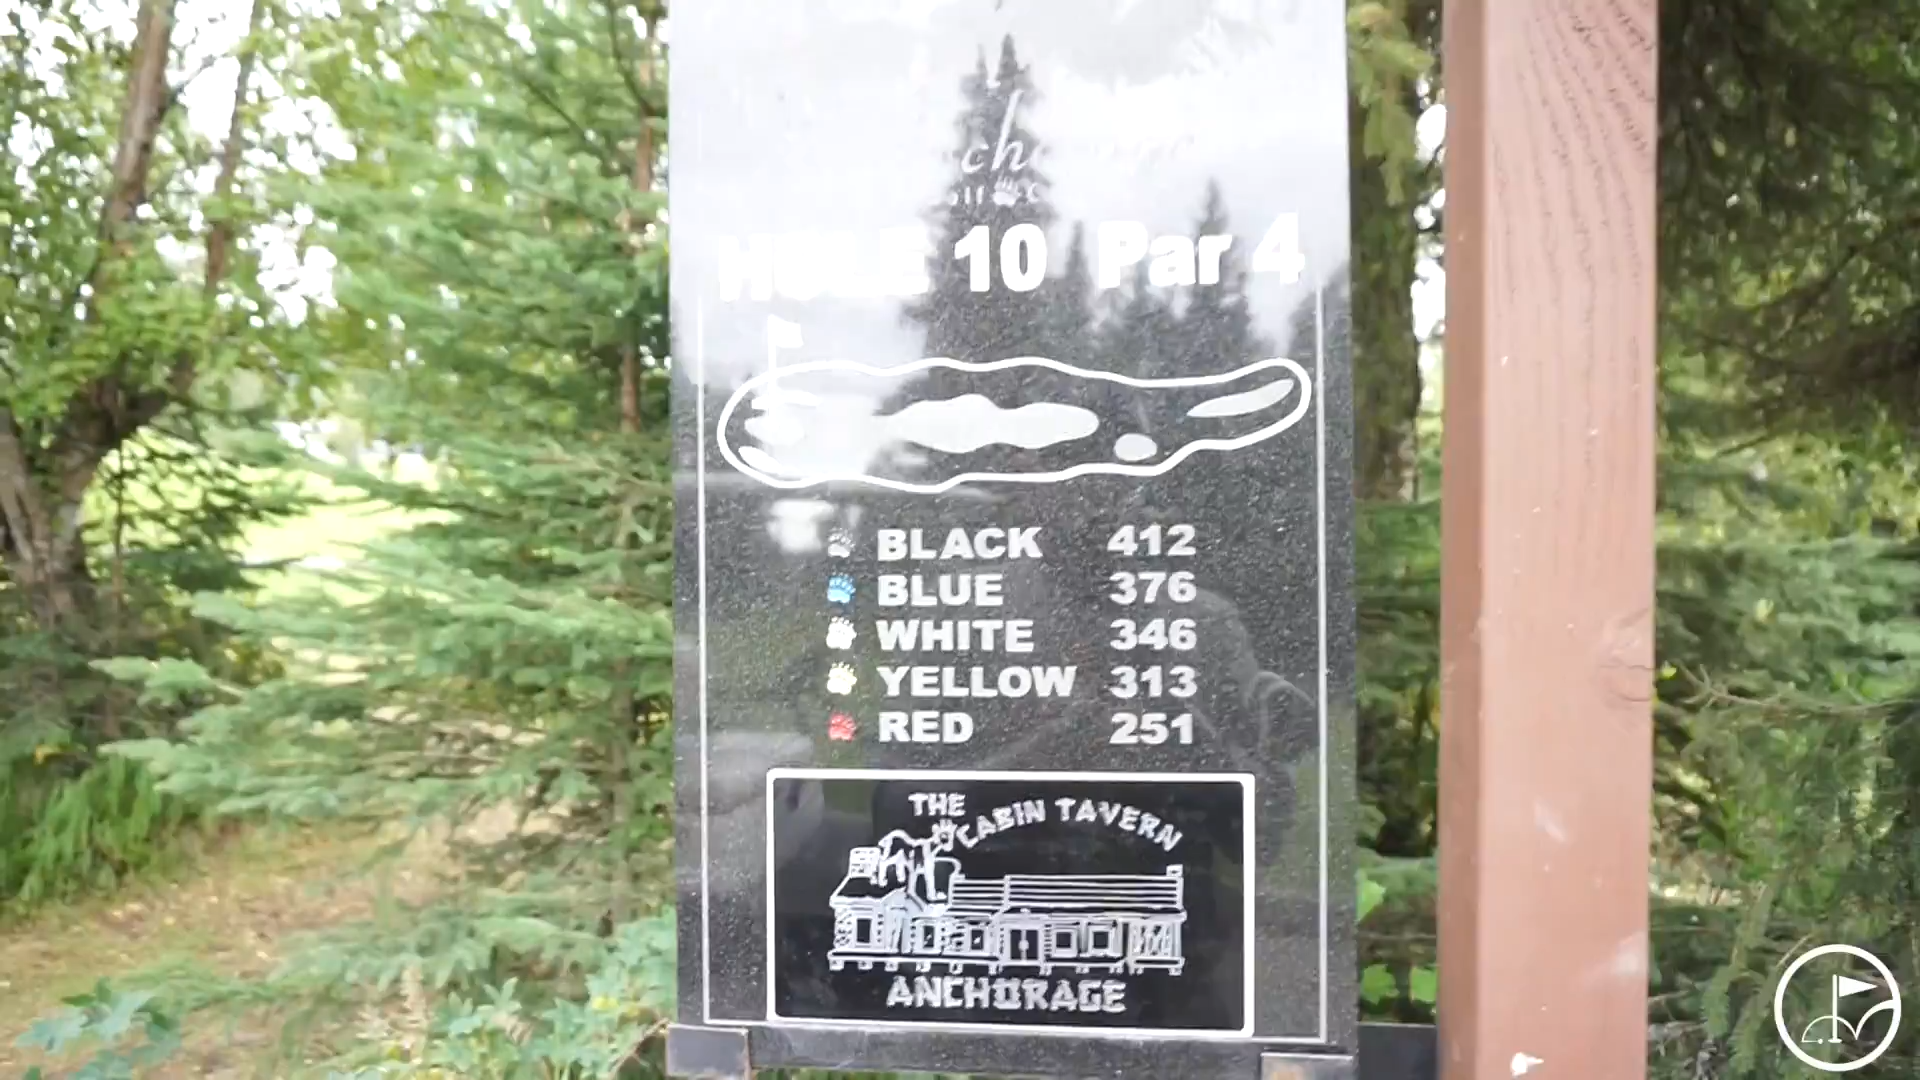 HOLE 10 Par 4
BLACK 412
BLUE 376
WHITE 346
YELLOW 313
RED 251
THE CABIN TAVERN
ANCHORAGE